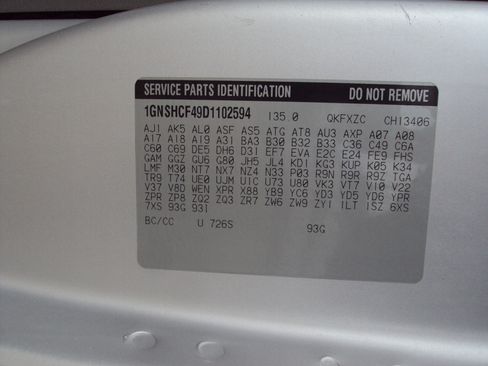 SERVICE PARTS IDENTIFICATION DO NOT REMOVE
1GNSHCF49D1102594 135.0 QKFXZC CH13406
AJ1 AK5 AL0 ASF AS5 ATG AT8 AU3 AXP A07 A08
A17 A18 A19 A31 BA3 B30 B32 B33 C36 C49 C6A
C60 C69 DE5 DH6 D31 EF7 EVA E2C E24 FE9 FHS
GAM GGZ GU6 G80 JH5 JL4 KD1 KG3 KUP K05 K34
LMF M30 NT7 NX7 NZ4 N33 P03 R9N R9R R9Z TGA
TR9 T74 UE0 UJM U1C U73 U80 VK3 VT7 V10 V22
V37 V8D WEN XPR X88 Y89 YC6 YD3 YD5 YD6 YPR
ZPR ZP8 ZQ2 ZQ3 ZR7 ZW6 ZW9 ZY1 1LT 1SZ 6XS
7XS 93G 931
BC/CC U 726S 93G